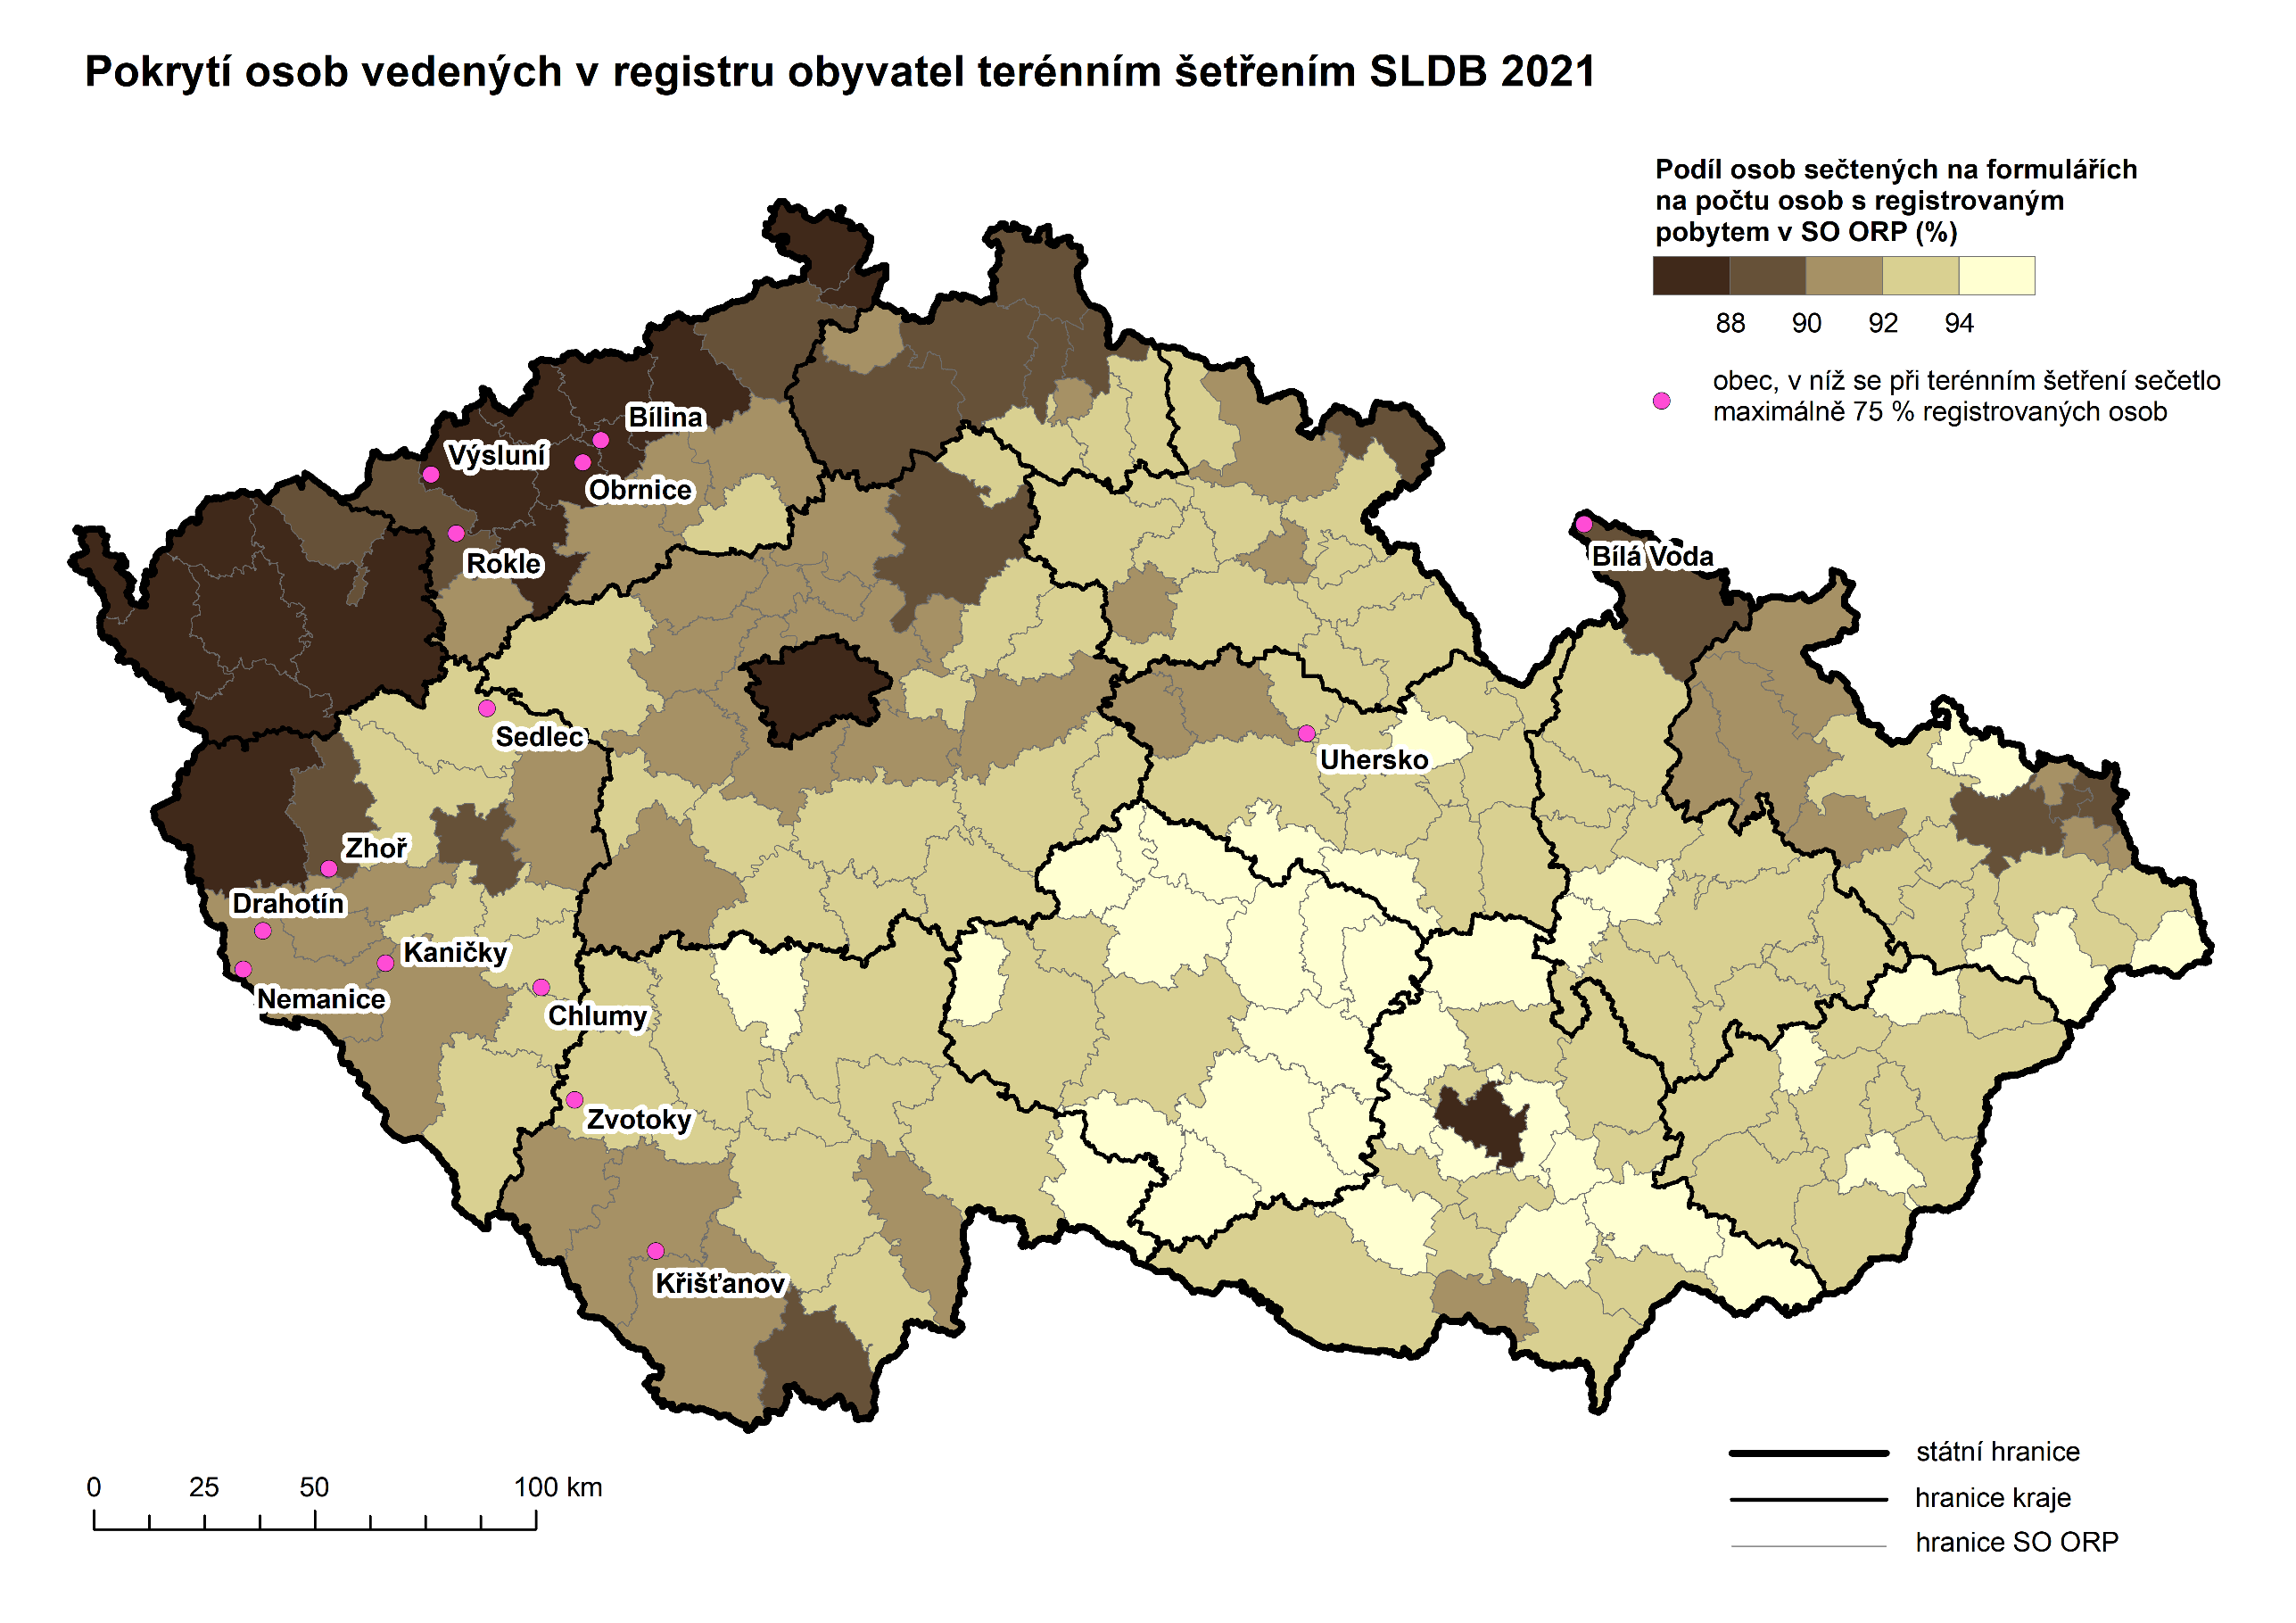 Pokrytí osob vedených v registru obyvatel terénním šetřením SLDB 2021
Podíl osob sečtených na formulářích
na počtu osob s registrovaným
pobytem v SO ORP (%)
88 90 92 94
obec, v níž se při terénním šetření sečetlo
maximálně 75 % registrovaných osob
Bílina
Výsluní
Obrnice
Rokle
Bílá Voda
Sedlec
Uhersko
Zhoř
Drahotín
Kaničky
Nemanice
Chlumy
Zvotoky
Křišťanov
státní hranice
hranice kraje
hranice SO ORP
0 25 50 100 km